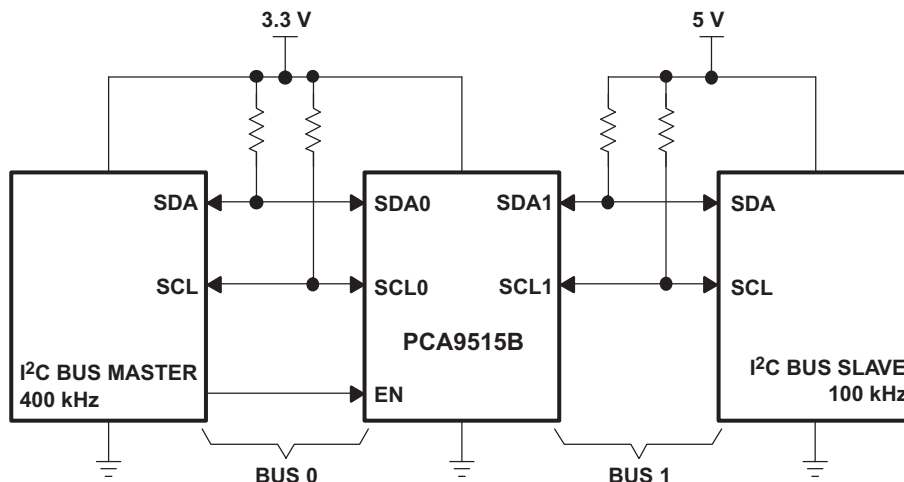 3.3 V
5 V
SDA
SDA0
SDA1
SDA
SCL
SCL0
SCL1
SCL
PCA9515B
I²C BUS MASTER
400 kHz
EN
I²C BUS SLAVE
100 kHz
BUS 0
BUS 1